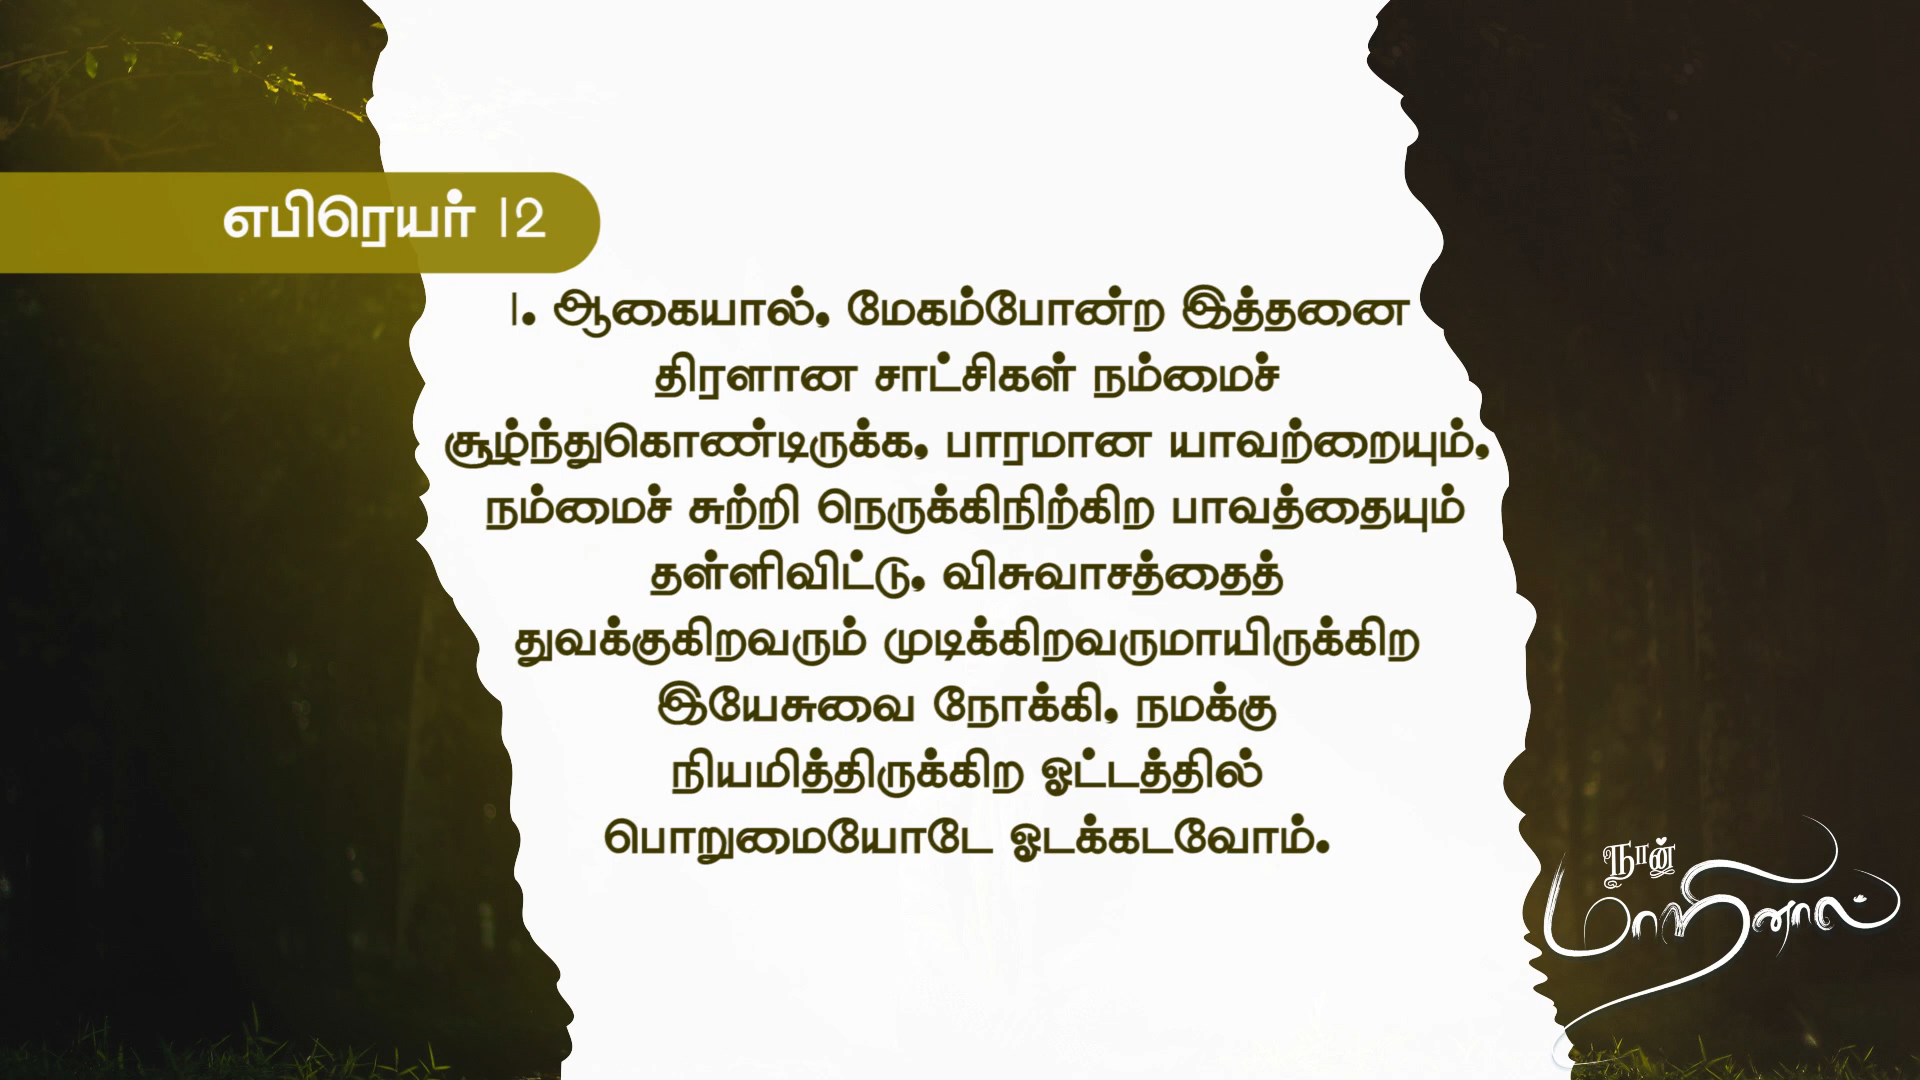 எபிரெயர் 12
1. ஆகையால், மேகம்போன்ற இத்தனை
திரளான சாட்சிகள் நம்மைச்
சூழ்ந்துகொண்டிருக்க, பாரமான யாவற்றையும்,
நம்மைச் சுற்றி நெருக்கிநிற்கிற பாவத்தையும்
தள்ளிவிட்டு, விசுவாசத்தைத்
துவக்குகிறவரும் முடிக்கிறவருமாயிருக்கிற
இயேசுவை நோக்கி, நமக்கு
நியமித்திருக்கிற ஓட்டத்தில்
பொறுமையோடே ஓடக்கடவோம்.
நான்
மாறினால்